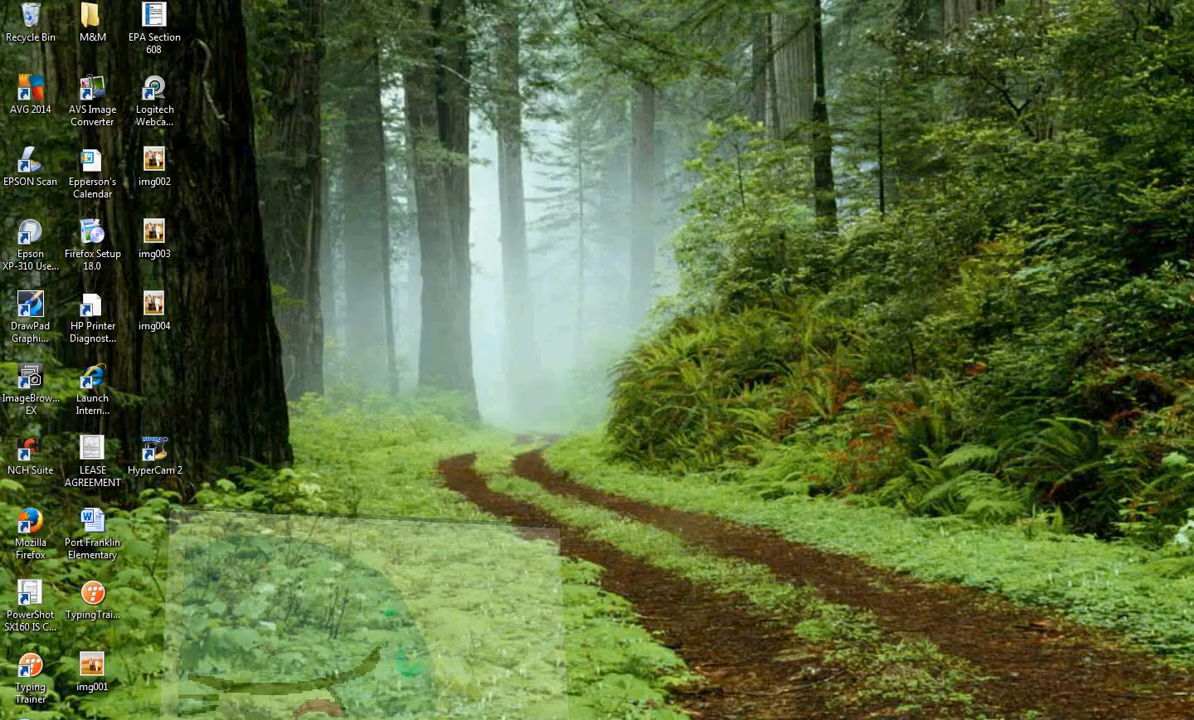 Recycle Bin
M&M
EPA Section
608
AVG 2014
AVS Image
Converter
Logitech
Webca...
EPSON Scan
Epperson's
Calendar
img002
Epson
XP-310 Use...
Firefox Setup
18.0
img003
DrawPad
Graphi...
HP Printer
Diagnost...
img004
ImageBrow...
EX
Launch
Intern...
NCH Suite
LEASE
AGREEMENT
HyperCam 2
Mozilla
Firefox
Port Franklin
Elementary
PowerShot
SX160 IS C...
TypingTrai...
Typing
Trainer
img001